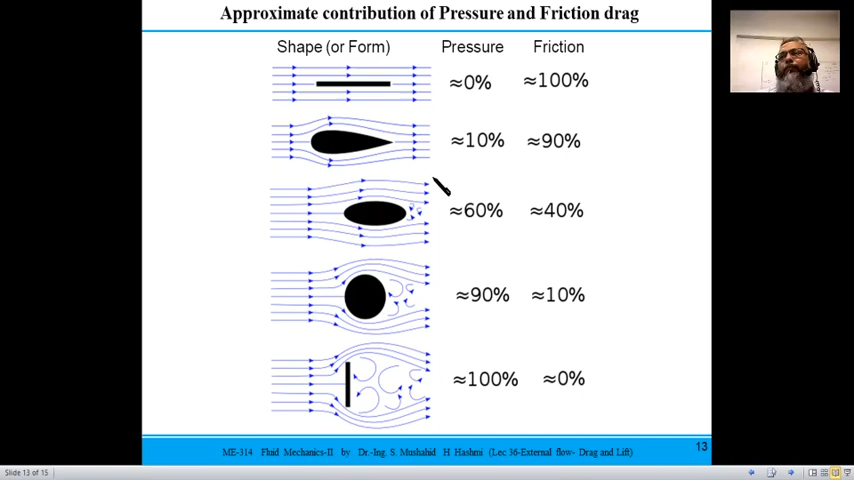 Approximate contribution of Pressure and Friction drag
Shape (or Form) Pressure Friction
≈0% ≈100%
≈10% ≈90%
≈60% ≈40%
≈90% ≈10%
≈100% ≈0%
ME-314 Fluid Mechanics-II by Dr.-Ing. S. Mushahid H Hashmi (Lec 36-External flow- Drag and Lift) 13
Slide 13 of 15